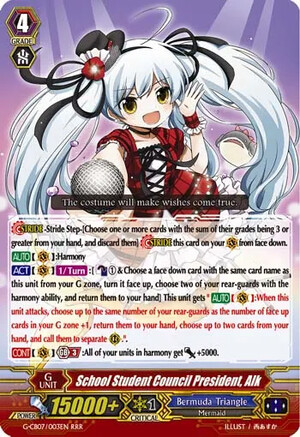 4
GRADE
The costume will make wishes come true.
STRIDE -Stride Step-[Choose one or more cards with the sum of their grades being 3 or
greater from your hand, and discard them] STRIDE this card on your from face down.
AUTO :Harmony
ACT 1/Turn :[ 1 & Choose a face down card with the same card name as
this unit from your G zone, turn it face up, choose two of your rear-guards with the
harmony ability, and return them to your hand] This unit gets "AUTO :When this
unit attacks, choose up to the same number of your rear-guards as the number of face up
cards in your G zone +1, return them to your hand, choose up to two cards from your
hand, and call them to separate ."
CONT GB 3 :All of your units in harmony get +5000.
G
UNIT
School Student Council President, Alk
POWER
15000+
1
CRITICAL
Bermuda Triangle
Mermaid
G-CB07/003EN RRR
ILLUST / 西あすか